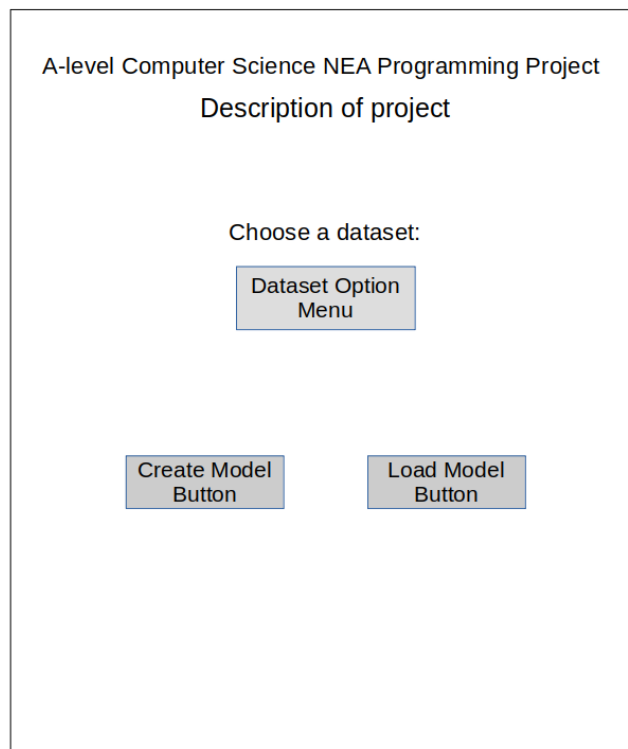 A-level Computer Science NEA Programming Project
Description of project
Choose a dataset:
Dataset Option
Menu
Create Model
Button
Load Model
Button